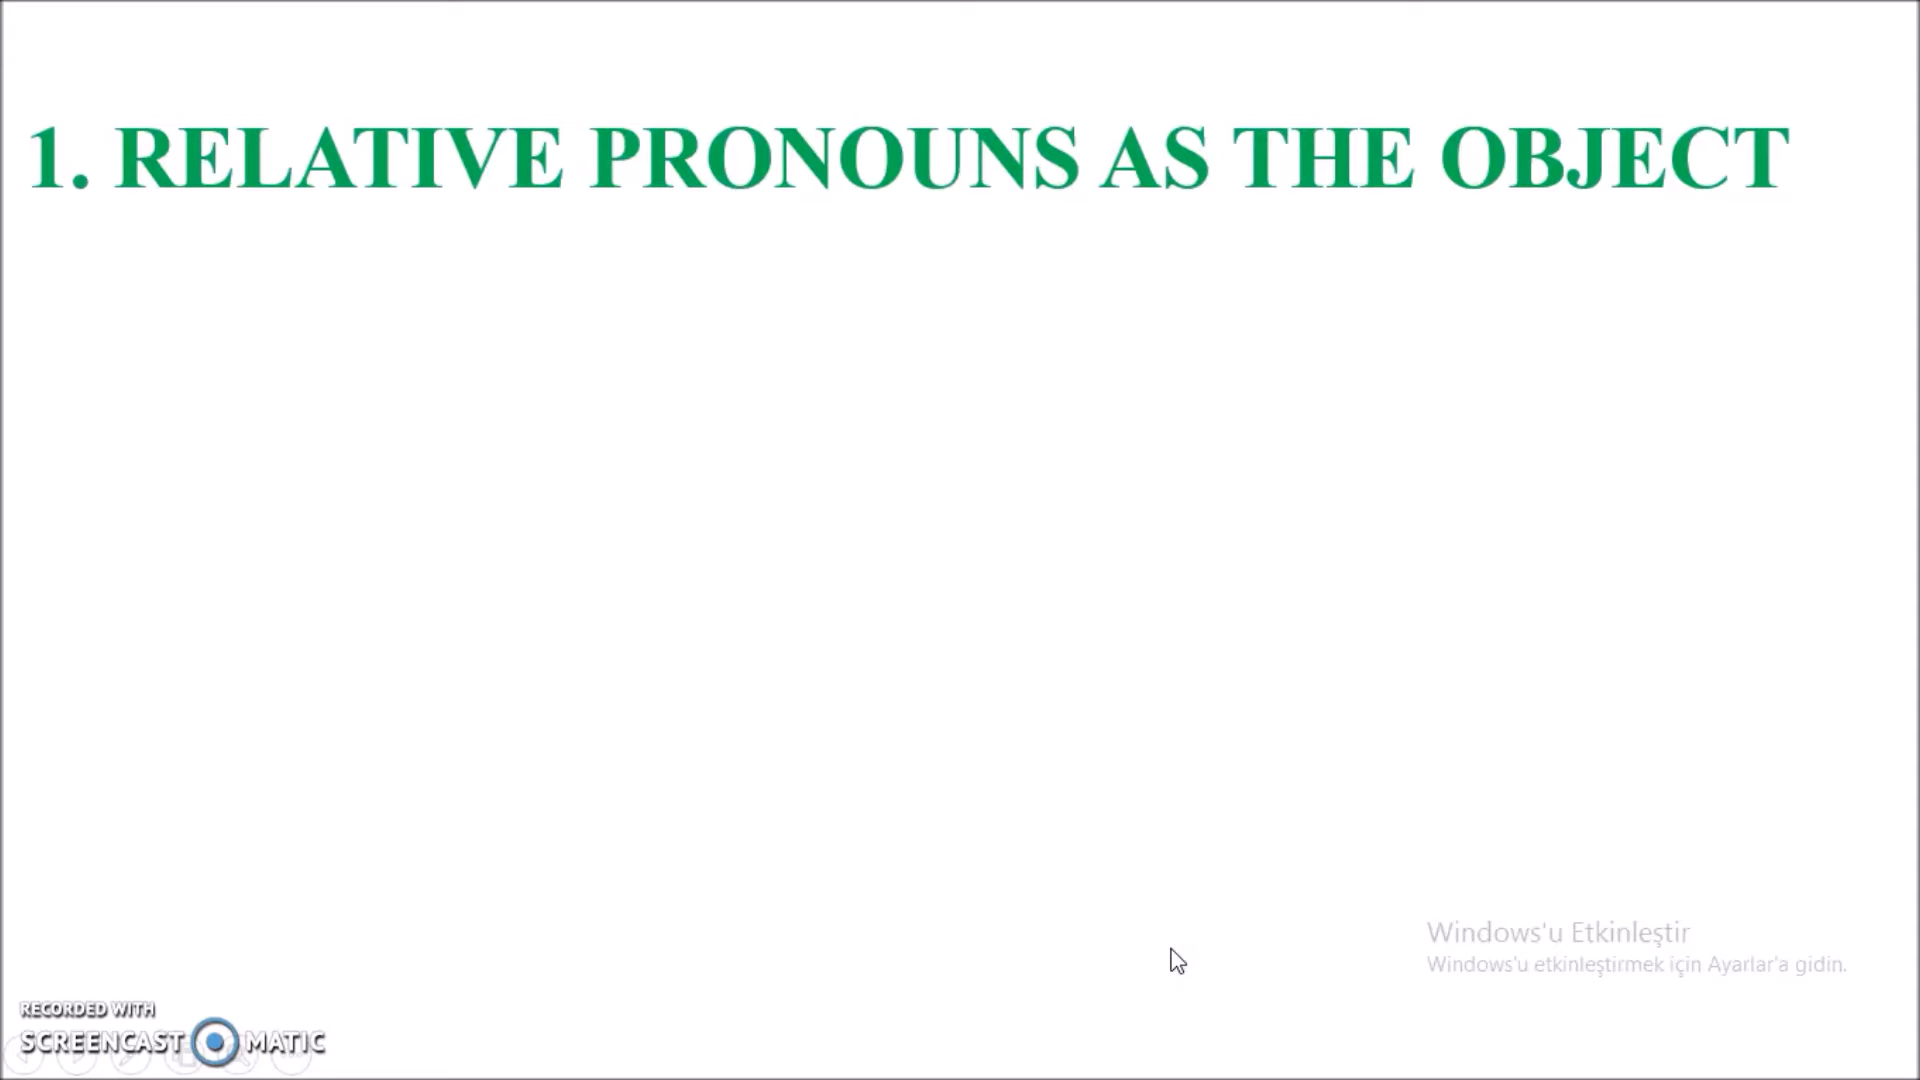 1. RELATIVE PRONOUNS AS THE OBJECT
Windows'u Etkinleştir
Windows'u etkinleştirmek için Ayarlar'a gidin.
RECORDED WITH
SCREENCAST MATIC